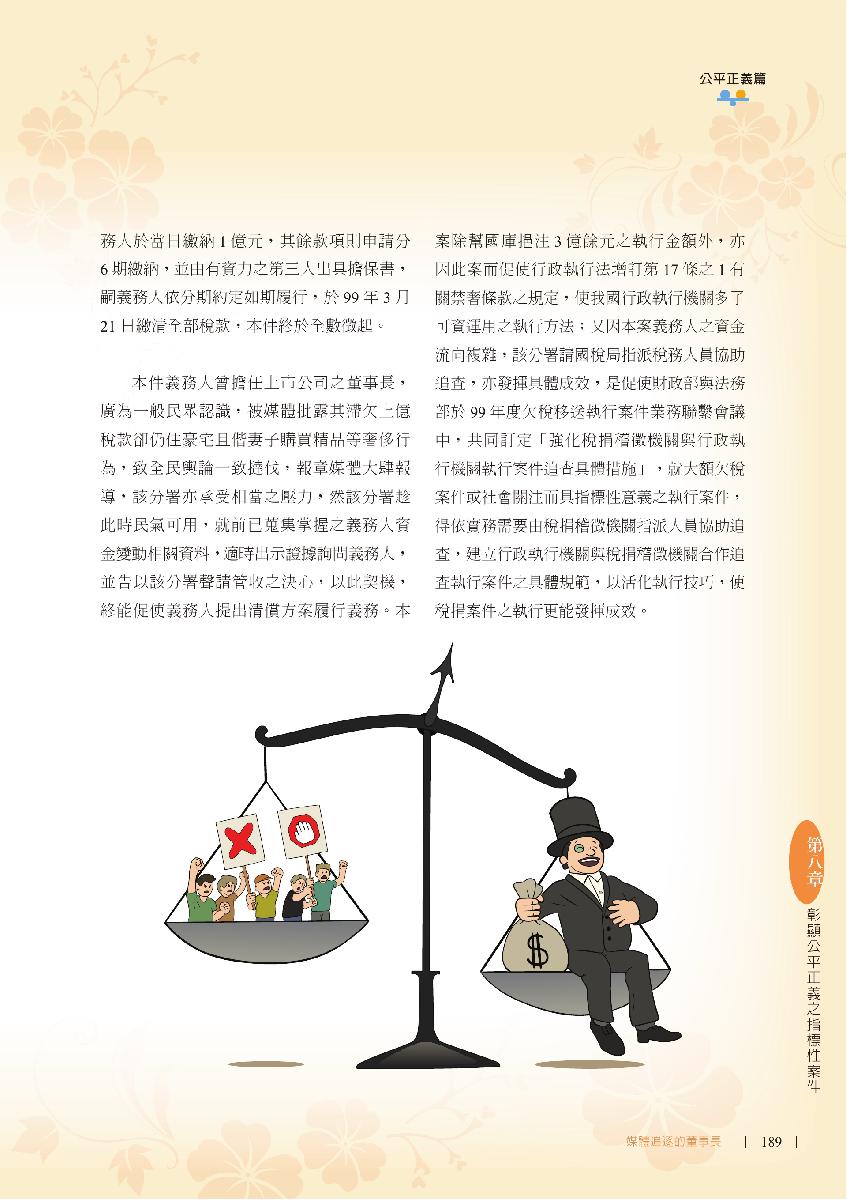 公平正義篇
務人於當日繳納 1 億元，其餘款項則申請分
6 期繳納，並由有資力之第三人出具擔保書，
嗣義務人依分期約定如期履行，於 99 年 3 月
21 日繳清全部稅款，本件終於全數徵起。
本件義務人曾擔任上市公司之董事長，
廣為一般民眾認識，被媒體批露其滯欠上億
稅款卻仍住豪宅且偕妻子購買精品等奢侈行
為，致全民輿論一致撻伐，報章媒體大肆報
導，該分署亦承受相當之壓力，然該分署趁
此時民氣可用，就前已蒐集掌握之義務人資
金變動相關資料，適時出示證據詢問義務人，
並告以該分署聲請管收之決心，以此契機，
終能促使義務人提出清償方案履行義務。本
案除幫國庫挹注 3 億餘元之執行金額外，亦
因此案而促使行政執行法增訂第 17 條之 1 有
關禁奢條款之規定，使我國行政執行機關多了
可資運用之執行方法；又因本案義務人之資金
流向複雜，該分署請國稅局指派稅務人員協助
追查，亦發揮具體成效，是促使財政部與法務
部於 99 年度欠稅移送執行案件業務聯繫會議
中，共同訂定「強化稅捐稽徵機關與行政執
行機關執行案件追查具體措施」，就大額欠稅
案件或社會關注而具指標性意義之執行案件，
得依實務需要由稅捐稽徵機關指派人員協助追
查，建立行政執行機關與稅捐稽徵機關合作追
查執行案件之具體規範，以活化執行技巧，使
稅捐案件之執行更能發揮成效。
$
第八章
彰顯公平正義之指標性案件
媒體追逐的董事長 | 189 |